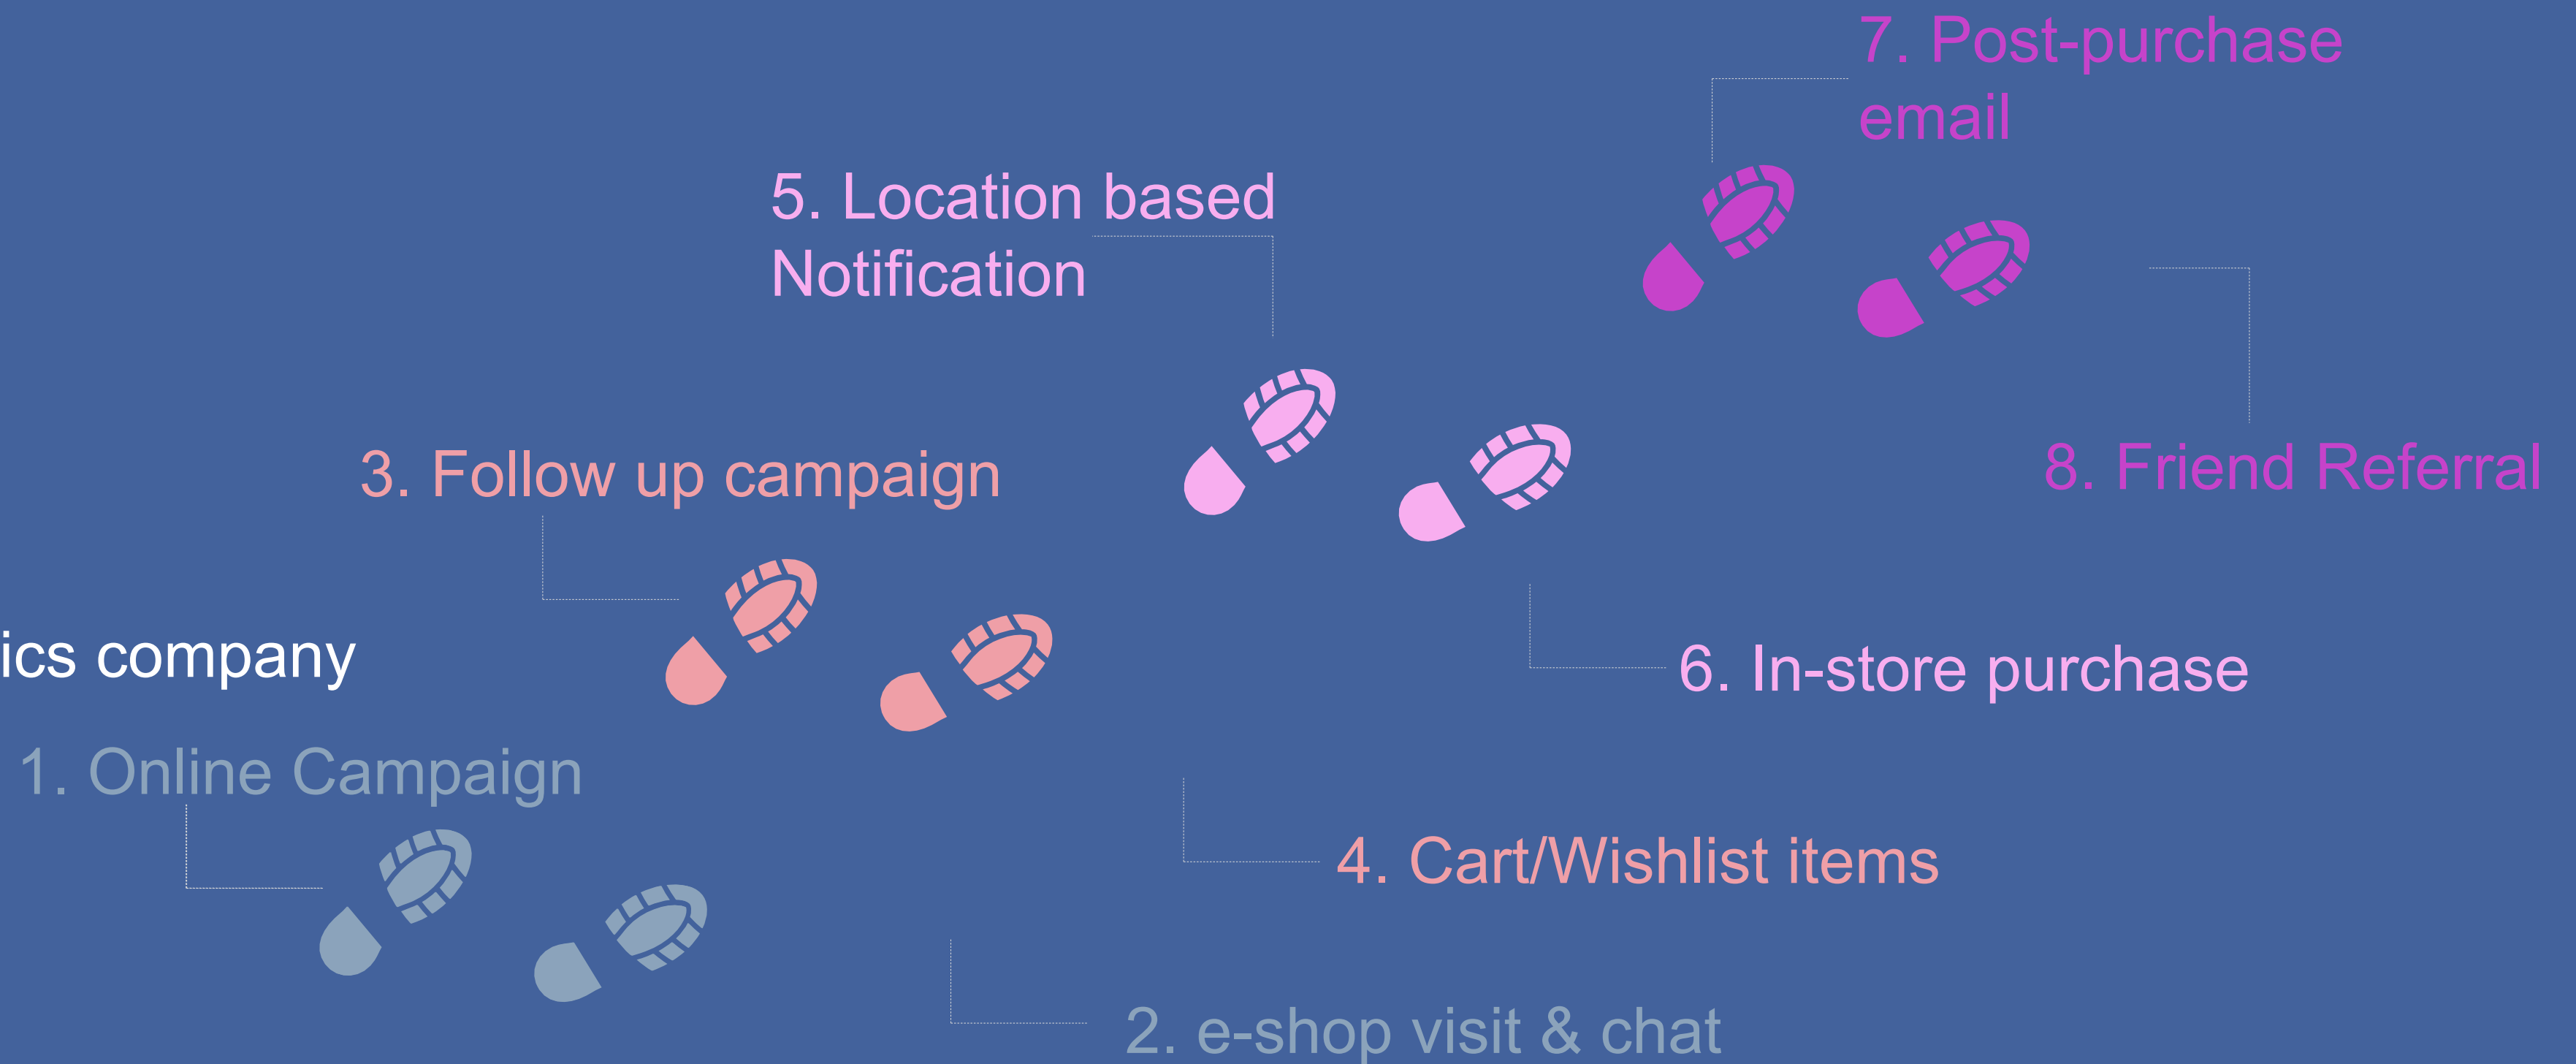 7. Post-purchase
email
5. Location based
Notification
3. Follow up campaign
8. Friend Referral
ics company
6. In-store purchase
1. Online Campaign
4. Cart/Wishlist items
2. e-shop visit & chat